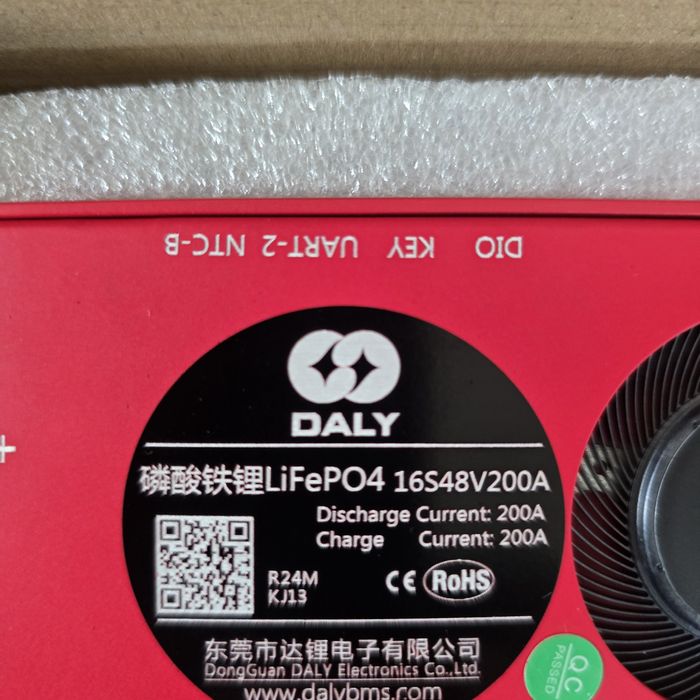 NTC-B UART-2 KEY DIO
+
DALY
磷酸铁锂LiFePO4 16S48V200A
Discharge Current: 200A
Charge Current: 200A
R24M
KJ13
CE RoHS
东莞市达锂电子有限公司
DongGuan DALY Electronics Co.,Ltd.
www.dalybms.com
QC
PASSED